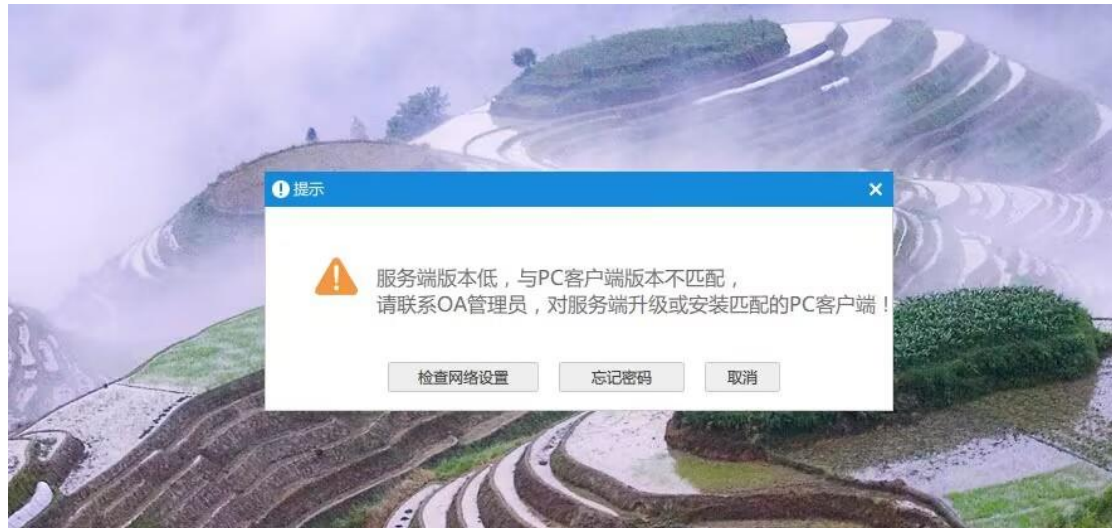 提示
服务端版本低，与PC客户端版本不匹配，
请联系OA管理员，对服务端升级或安装匹配的PC客户端！
检查网络设置
忘记密码
取消